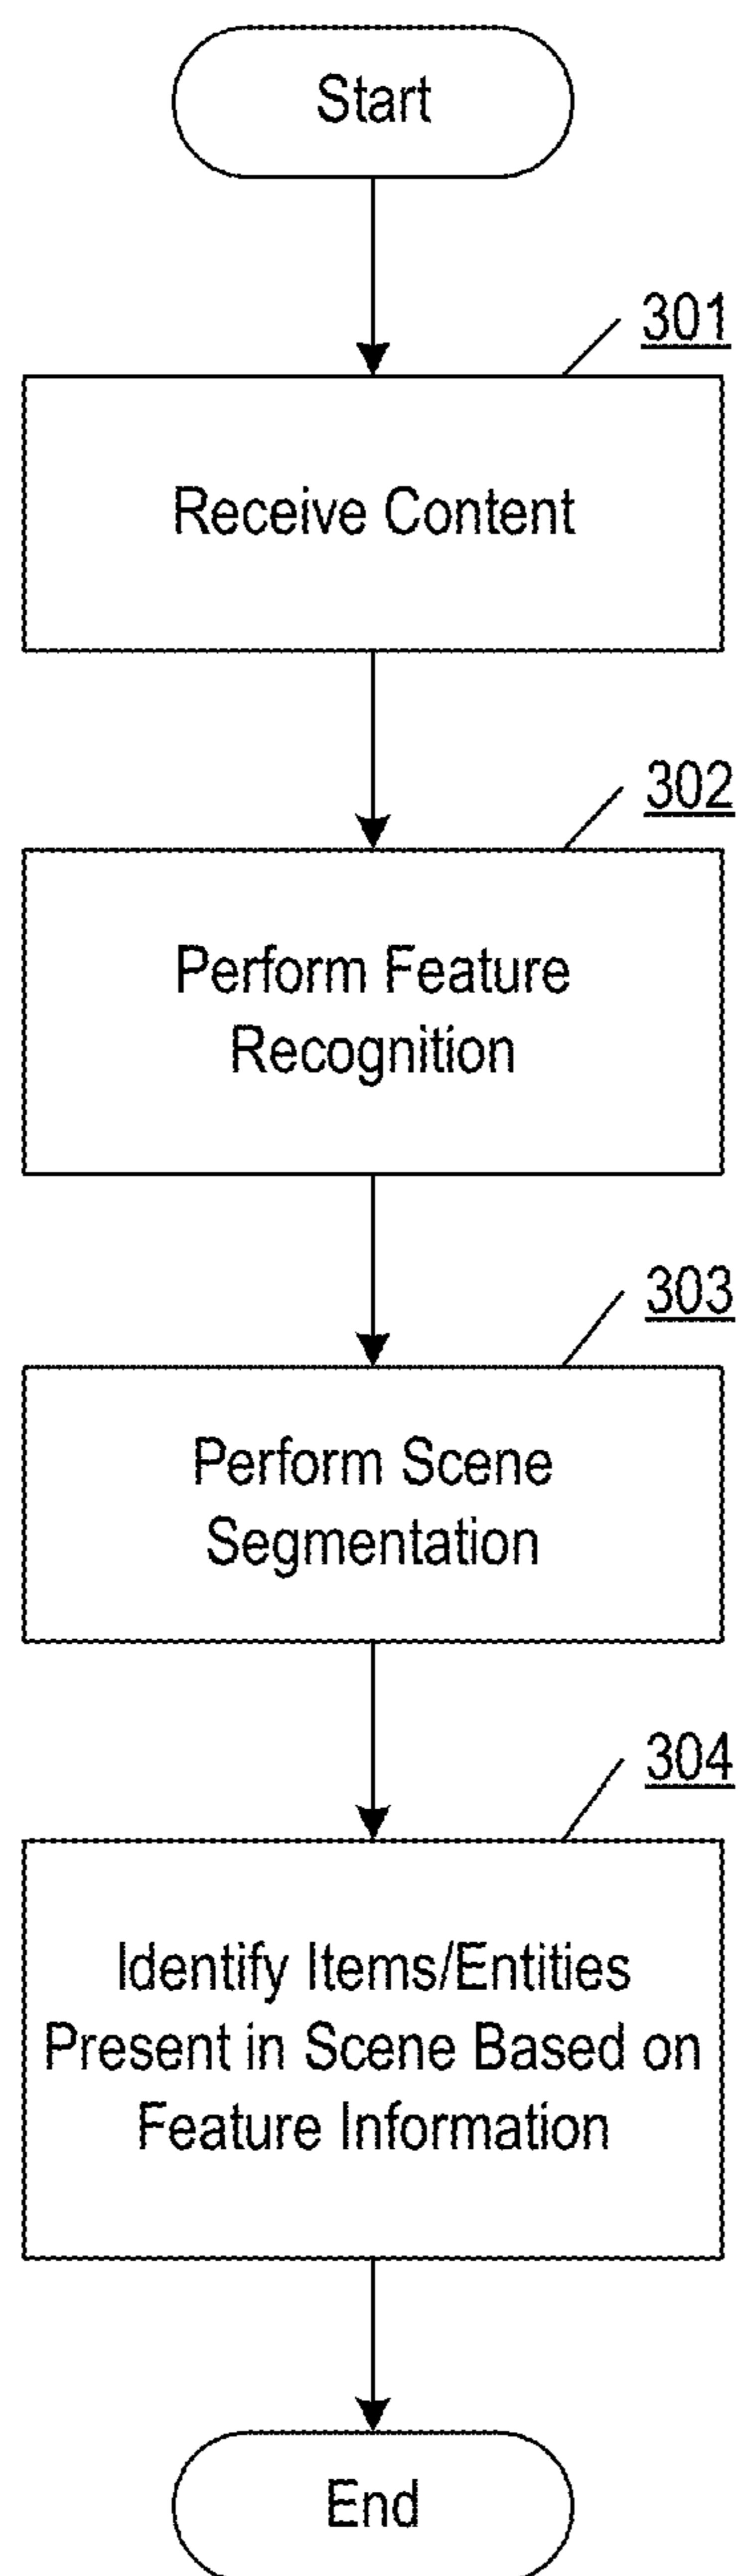 Start
301
Receive Content
302
Perform Feature
Recognition
303
Perform Scene
Segmentation
304
Identify Items/Entities
Present in Scene Based on
Feature Information
End